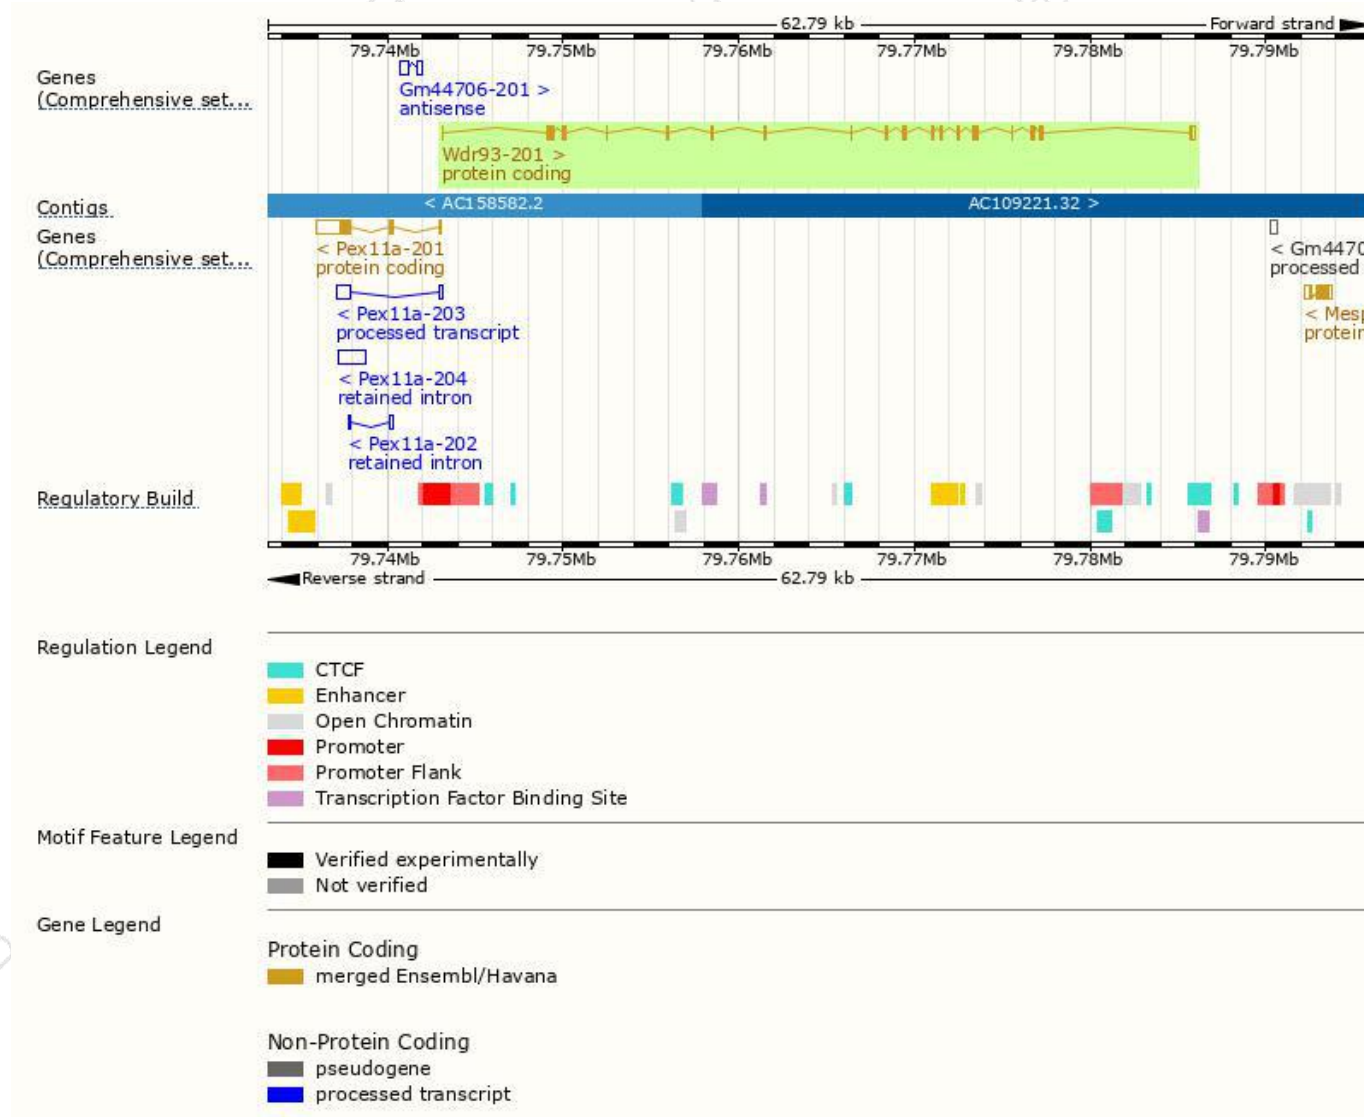 62.79 kb Forward strand
79.74Mb 79.75Mb 79.76Mb 79.77Mb 79.78Mb 79.79Mb
Genes
(Comprehensive set...
Gm44706-201 >
antisense
Wdr93-201 >
protein coding
Contigs
< AC158582.2 AC109221.32 >
Genes
(Comprehensive set...
< Pex11a-201
protein coding
< Gm4470
processed
< Pex11a-203
processed transcript
< Mesp
protein
< Pex11a-204
retained intron
< Pex11a-202
retained intron
Regulatory Build
79.74Mb 79.75Mb 79.76Mb 79.77Mb 79.78Mb 79.79Mb
Reverse strand 62.79 kb
Regulation Legend
CTCF
Enhancer
Open Chromatin
Promoter
Promoter Flank
Transcription Factor Binding Site
Motif Feature Legend
Verified experimentally
Not verified
Gene Legend
Protein Coding
merged Ensembl/Havana
Non-Protein Coding
pseudogene
processed transcript